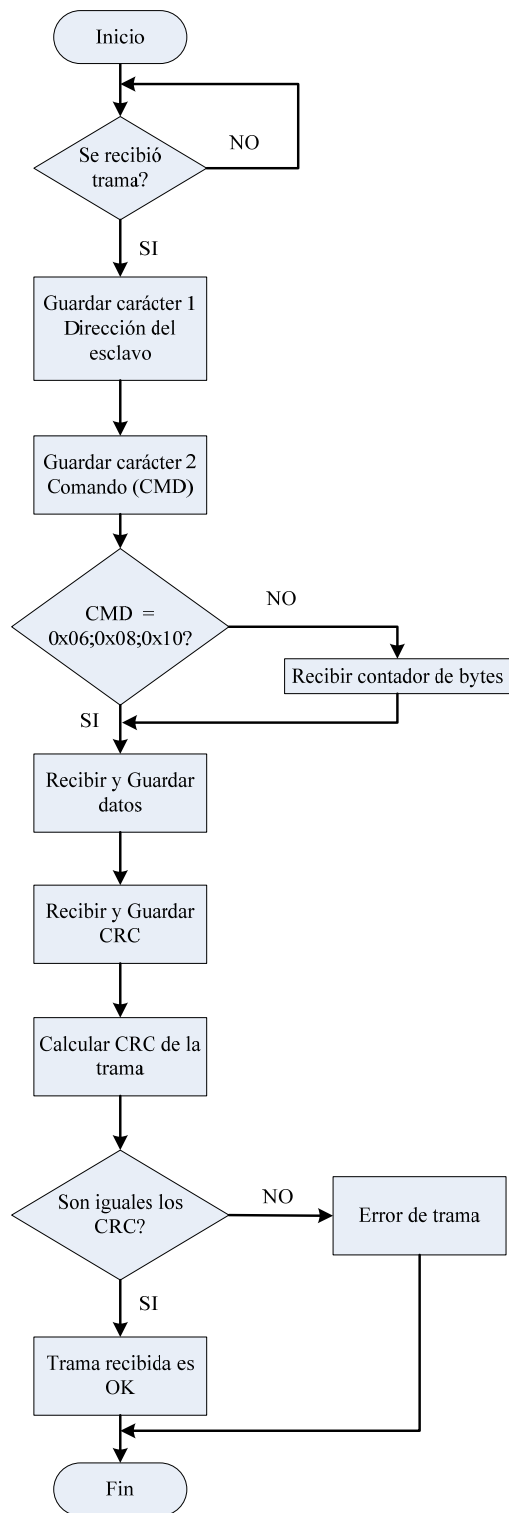 Inicio
Se recibió
trama?
NO
SI
Guardar carácter 1
Dirección del
esclavo
Guardar carácter 2
Comando (CMD)
CMD =
0x06;0x08;0x10?
NO
Recibir contador de bytes
SI
Recibir y Guardar
datos
Recibir y Guardar
CRC
Calcular CRC de la
trama
Son iguales los
CRC?
NO
Error de trama
SI
Trama recibida es
OK
Fin